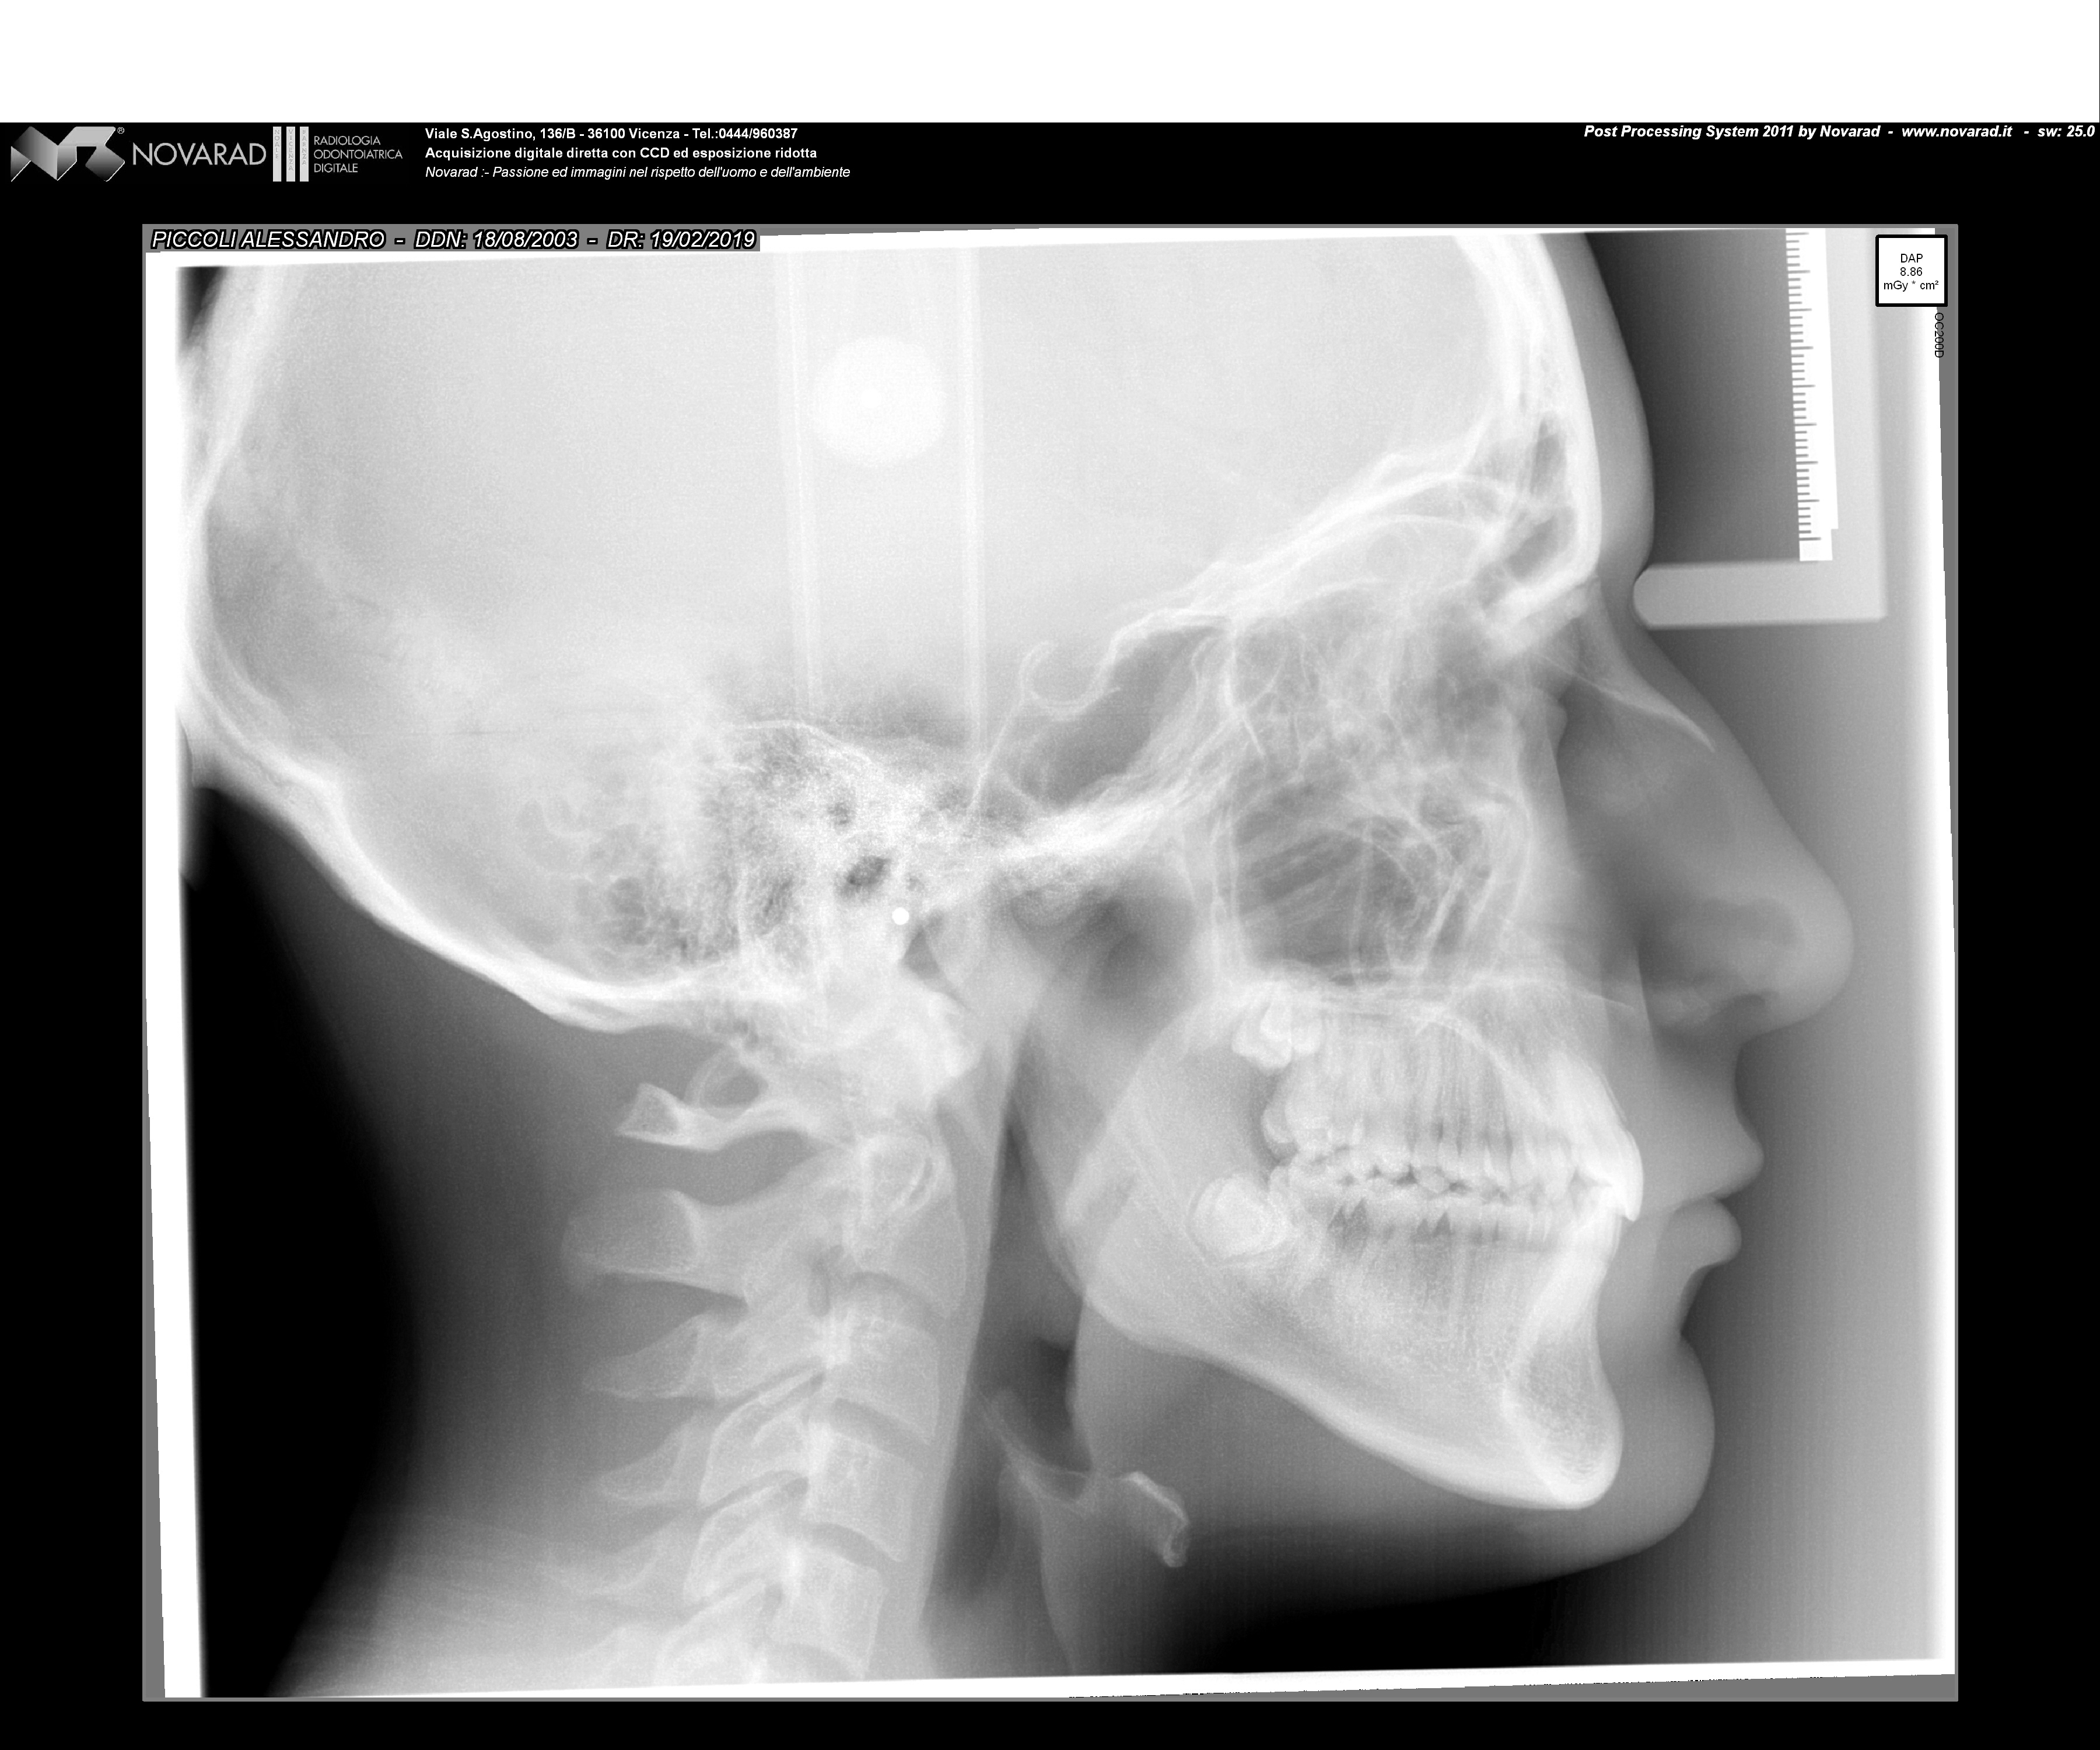 NOVARAD
RADIOLOGIA
ODONTOIATRICA
DIGITALE
Viale S.Agostino, 136/B - 36100 Vicenza - Tel.:0444/960387
Acquisizione digitale diretta con CCD ed esposizione ridotta
Novarad :- Passione ed immagini nel rispetto dell'uomo e dell'ambiente
Post Processing System 2011 by Novarad - www.novarad.it - sw: 25.0
PICCOLI ALESSANDRO - DDN: 18/08/2003 - DR: 19/02/2019
DAP
8.86
mGy * cm²
OC200D